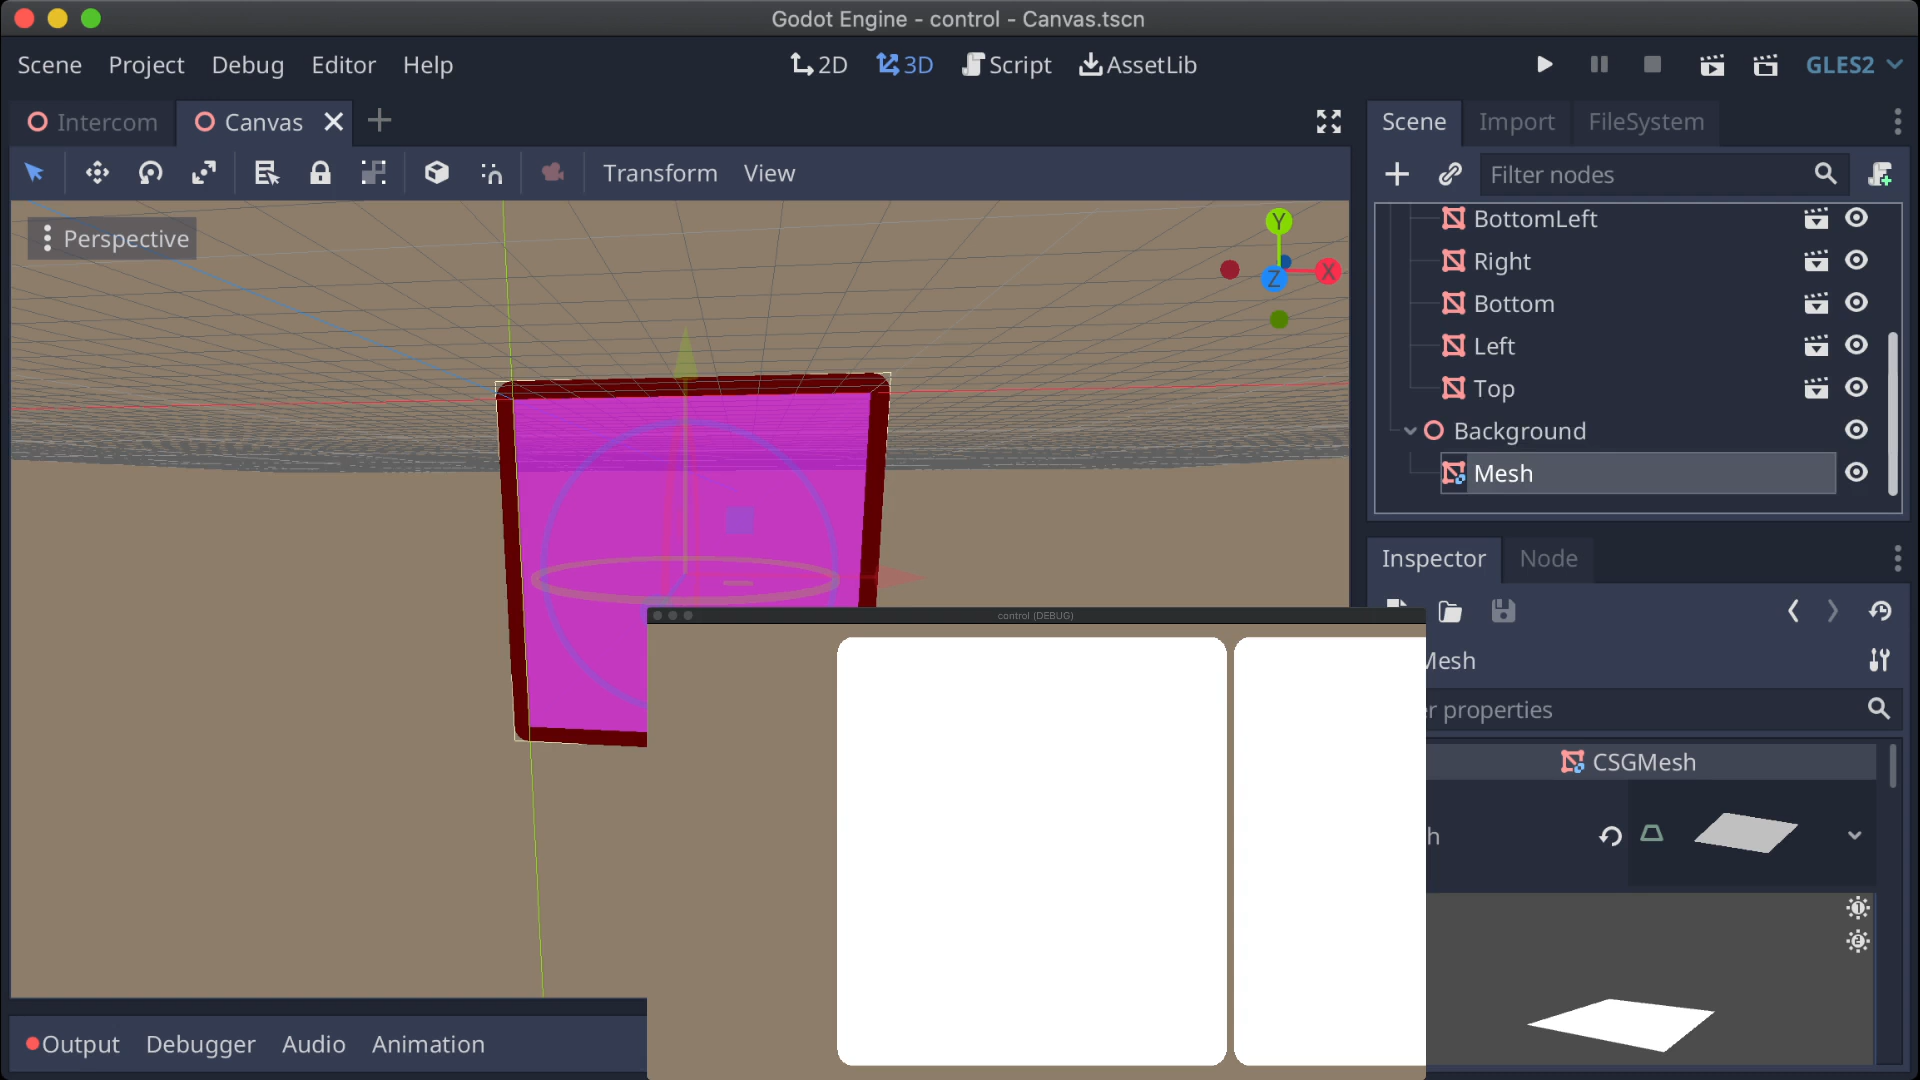 Godot Engine - control - Canvas.tscn
Scene Project Debug Editor Help
2D 3D Script AssetLib
GLES2
Intercom Canvas
Transform View
Perspective
Y
X
Z
Scene Import FileSystem
Filter nodes
BottomLeft
Right
Bottom
Left
Top
Background
Mesh
Inspector Node
control (DEBUG)
Mesh
r properties
CSGMesh
h
1
2
Output Debugger Audio Animation